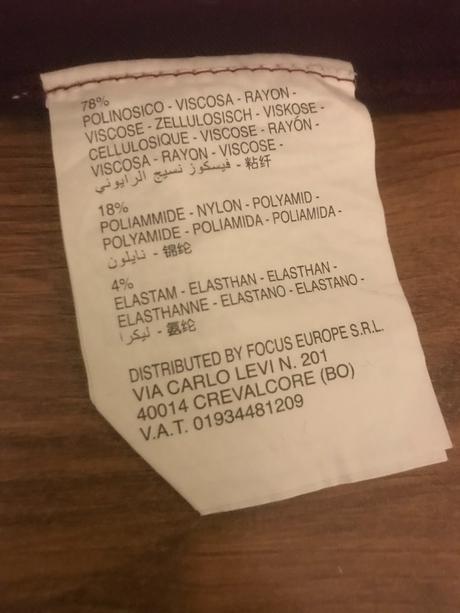 78%
POLINOSICO - VISCOSA - RAYON -
VISCOSE - ZELLULOSISCH - VISKOSE -
CELLULOSIQUE - VISCOSE - RAYÓN -
VISCOSA - RAYON - VISCOSE -
فيسكوز نسيج الرايوني - 粘纤
18%
POLIAMMIDE - NYLON - POLYAMID -
POLYAMIDE - POLIAMIDA - POLIAMIDA -
نايلون - 锦纶
4%
ELASTAM - ELASTHAN - ELASTHAN -
ELASTHANNE - ELASTANO - ELASTANO -
ليكرا - 氨纶
DISTRIBUTED BY FOCUS EUROPE S.R.L.
VIA CARLO LEVI N. 201
40014 CREVALCORE (BO)
V.A.T. 01934481209